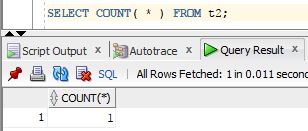 SELECT COUNT( * ) FROM t2;
Script Output Autotrace Query Result
SQL All Rows Fetched: 1 in 0.011 second
COUNT(*)
1 1